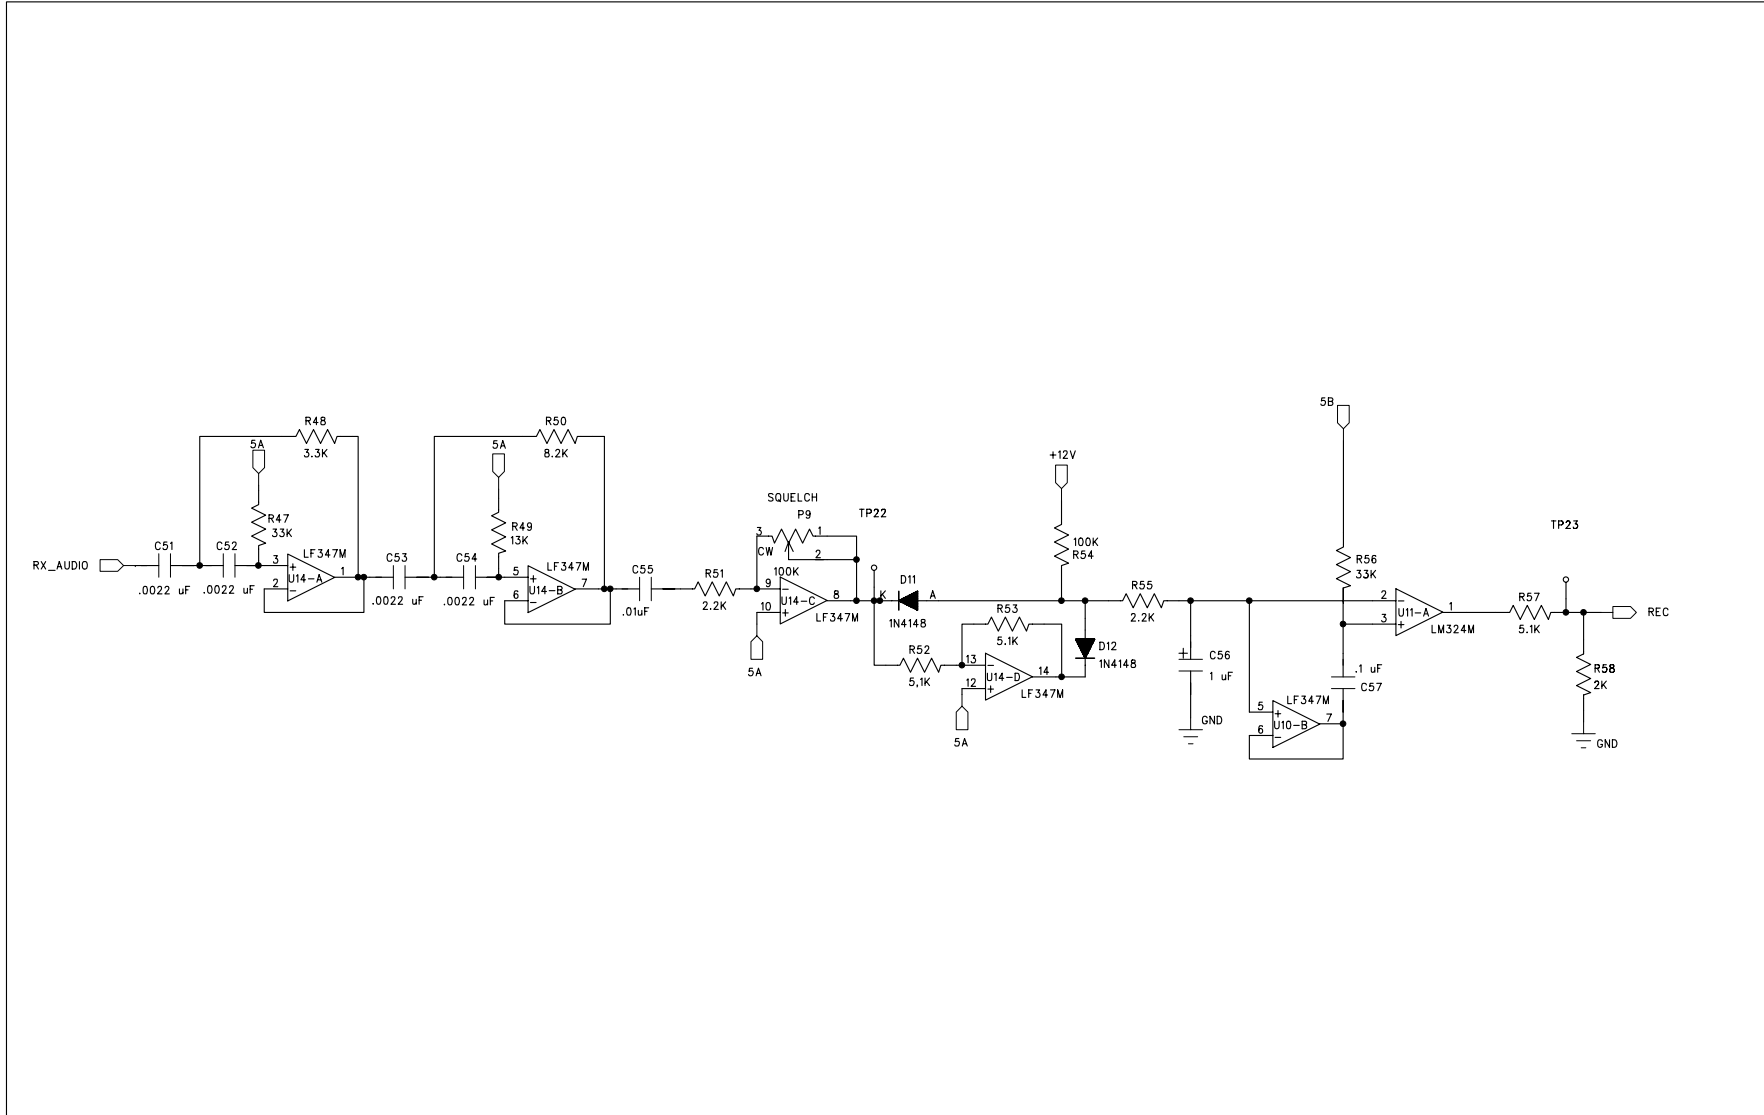 RX_AUDIO
C51
.0022 uF
C52
.0022 uF
5A
R47
33K
R48
3.3K
LF347M
U14-A
3
+
2
-
1
C53
.0022 uF
C54
.0022 uF
5A
R49
13K
R50
8.2K
LF347M
U14-B
5
+
6
-
7
C55
.01uF
R51
2.2K
SQUELCH
P9
3
1
CW
2
100K
9
-
U14-C
10
+
8
LF347M
5A
TP22
K
D11
A
1N4148
R52
5,1K
R53
5.1K
13
-
U14-D
12
+
14
LF347M
5A
+12V
100K
R54
D12
1N4148
R55
2.2K
+
C56
1 uF
GND
5B
R56
33K
2
-
U11-A
3
+
1
LM324M
.1 uF
C57
LF347M
5
+
U10-B
6
-
7
R57
5.1K
TP23
REC
R58
2K
GND